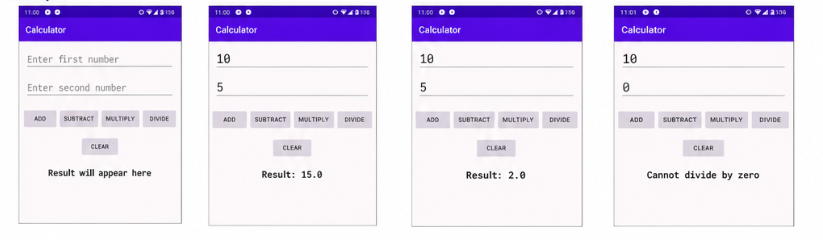 11:00
Calculator
Enter first number
Enter second number
ADD SUBTRACT MULTIPLY DIVIDE
CLEAR
Result will appear here
11:00
Calculator
10
5
ADD SUBTRACT MULTIPLY DIVIDE
CLEAR
Result: 15.0
11:00
Calculator
10
5
ADD SUBTRACT MULTIPLY DIVIDE
CLEAR
Result: 2.0
11:01
Calculator
10
0
ADD SUBTRACT MULTIPLY DIVIDE
CLEAR
Cannot divide by zero